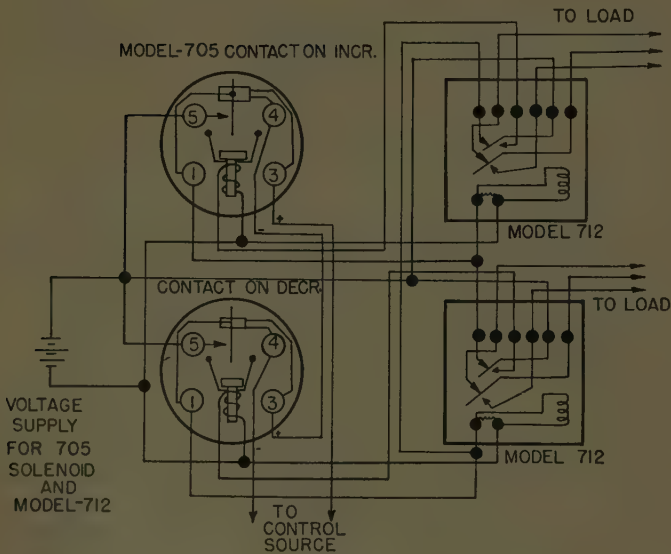 TO LOAD
MODEL-705 CONTACT ON INCR.
5
4
1
3
+
-
MODEL 712
CONTACT ON DECR.
TO LOAD
5
4
1
3
+
-
VOLTAGE
SUPPLY
FOR 705
SOLENOID
AND
MODEL-712
MODEL 712
TO
CONTROL
SOURCE